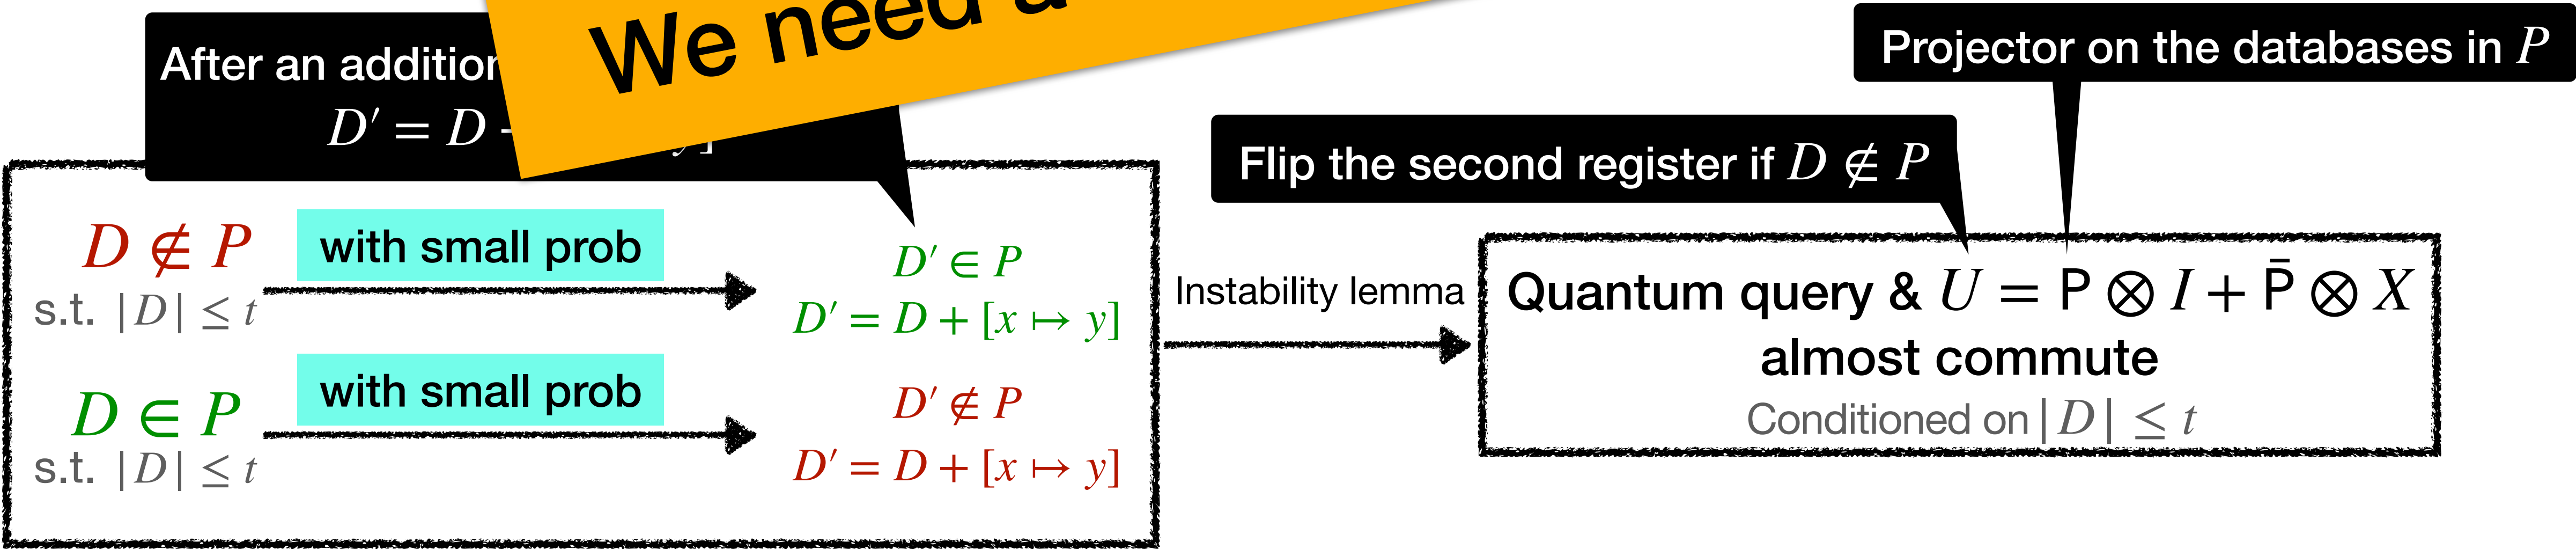 We need a
After an addition
D′ = D
y]
Projector on the databases in P
Flip the second register if D ∉ P
D ∉ P
s.t. |D| ≤ t
with small prob
D′ ∈ P
D′ = D + [x ↦ y]
D ∈ P
s.t. |D| ≤ t
with small prob
D′ ∉ P
D′ = D + [x ↦ y]
Instability lemma
Quantum query & U = P ⊗ I + P̄ ⊗ X
almost commute
Conditioned on |D| ≤ t